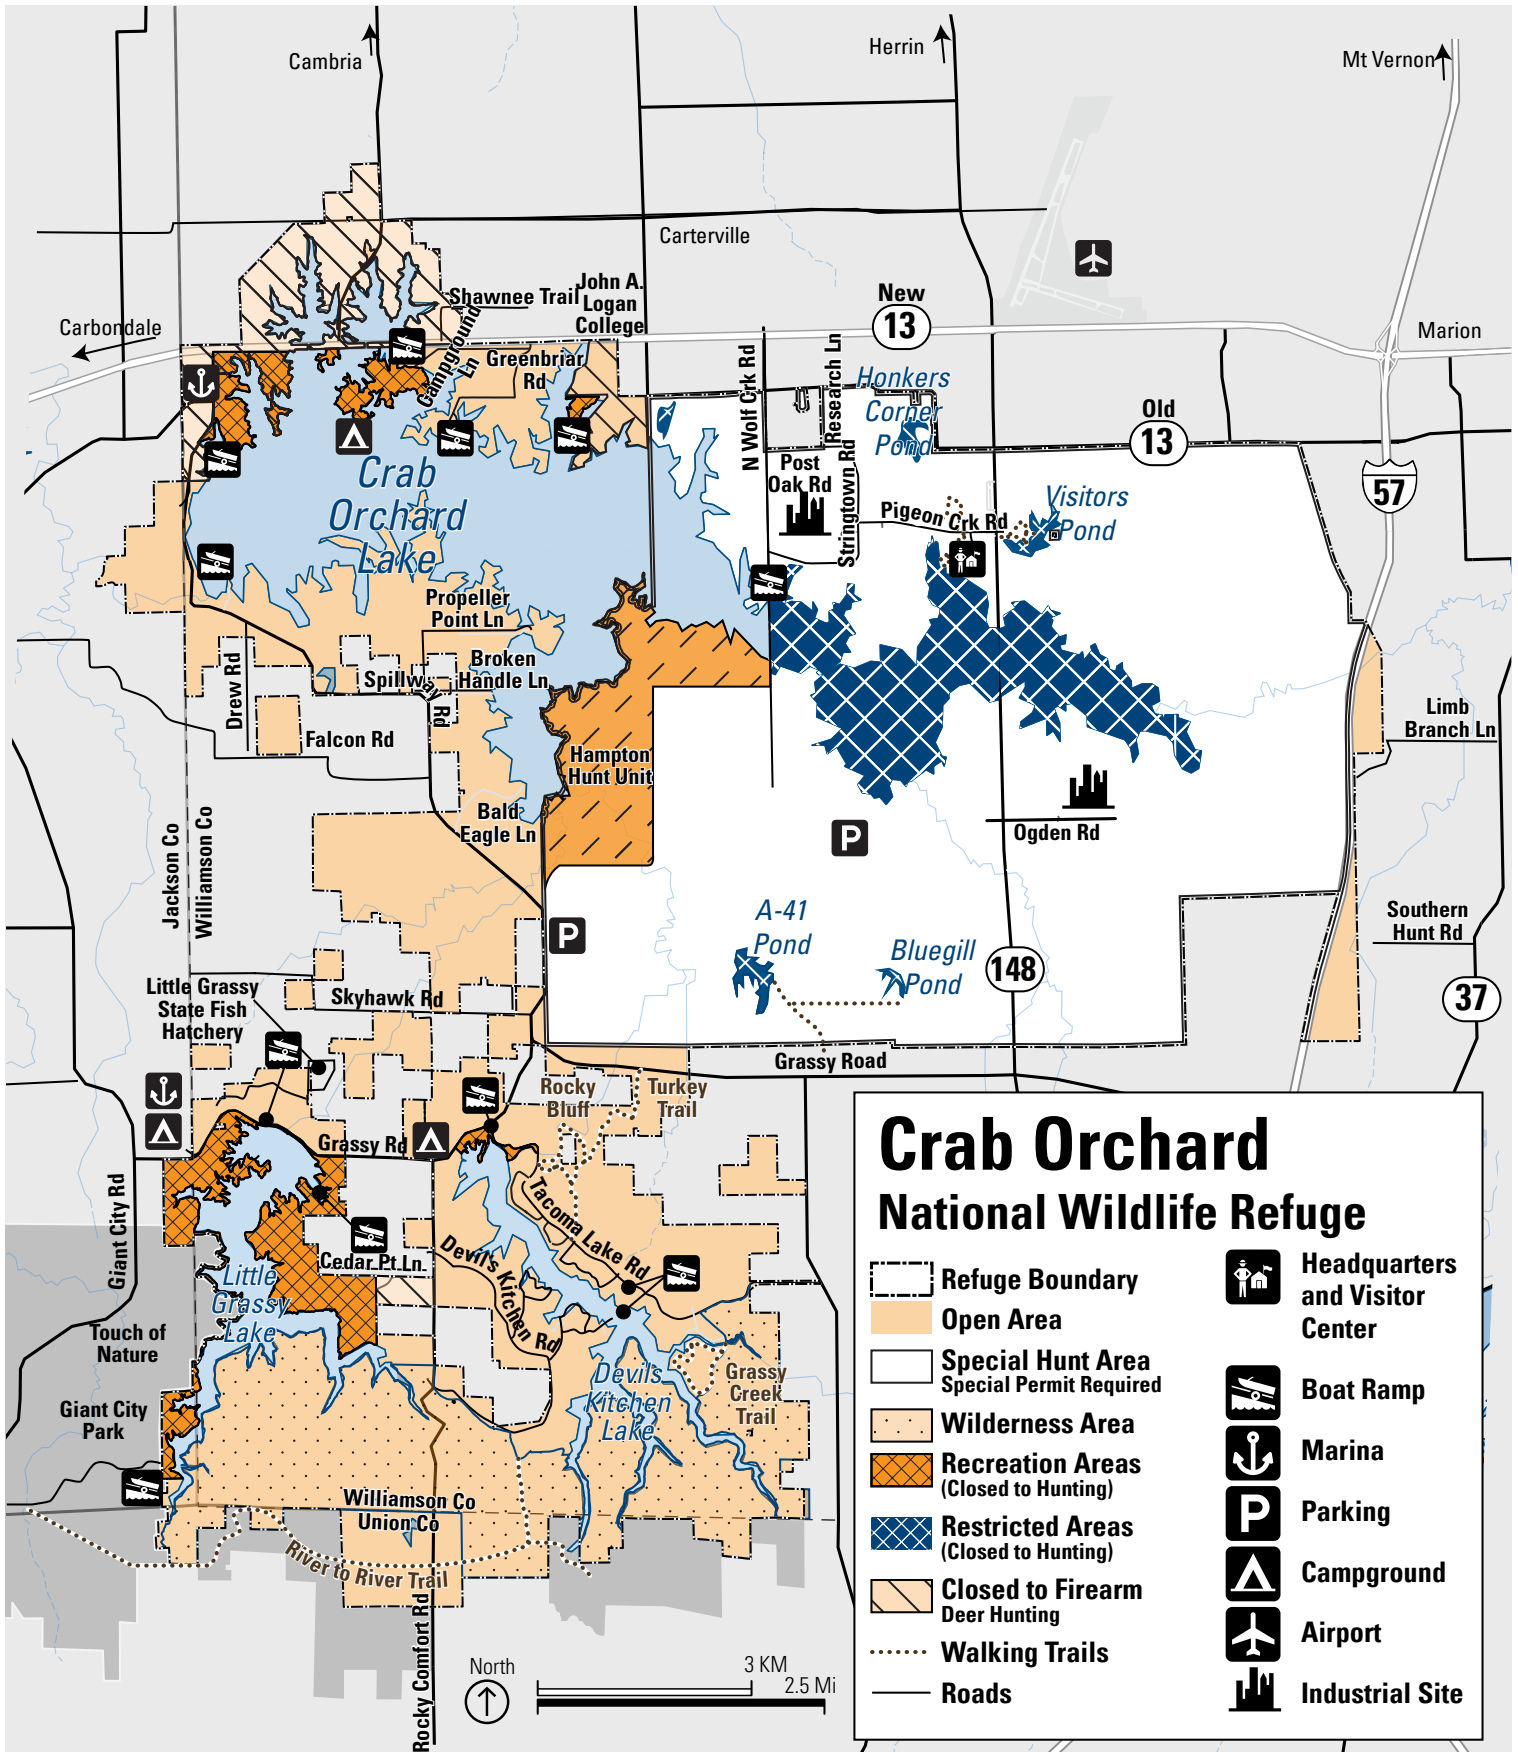 Cambria
Herrin
Mt Vernon
Carterville
Carbondale
Shawnee Trail
John A.
Logan
College
New
13
Marion
Campground
Ln
Greenbriar
Rd
N Wolf Crk Rd
Research Ln
Honkers
Corner
Pond
Old
13
57
Crab
Orchard
Lake
Post
Oak Rd
Stringtown Rd
Pigeon Crk Rd
Visitors
Pond
Propeller
Point Ln
Broken
Handle Ln
Drew Rd
Spillway
Rd
Falcon Rd
Limb
Branch Ln
Hampton
Hunt Unit
Bald
Eagle Ln
P
Ogden Rd
Jackson Co
Williamson Co
A-41
Pond
P
Bluegill
Pond
148
Southern
Hunt Rd
37
Little Grassy
State Fish
Hatchery
Skyhawk Rd
Grassy Road
Rocky
Bluff
Turkey
Trail
Grassy Rd
Giant City Rd
Tacoma Lake Rd
Devil's Kitchen Rd
Cedar Pt Ln
Little
Grassy
Lake
Touch of
Nature
Giant City
Park
Devils
Kitchen
Lake
Grassy
Creek
Trail
Williamson Co
Union Co
River to River Trail
Rocky Comfort Rd
North
3 KM
2.5 Mi
Crab Orchard
National Wildlife Refuge
Refuge Boundary
Open Area
Special Hunt Area
Special Permit Required
Wilderness Area
Recreation Areas
(Closed to Hunting)
Restricted Areas
(Closed to Hunting)
Closed to Firearm
Deer Hunting
Walking Trails
Roads
Headquarters
and Visitor
Center
Boat Ramp
Marina
P
Parking
Campground
Airport
Industrial Site